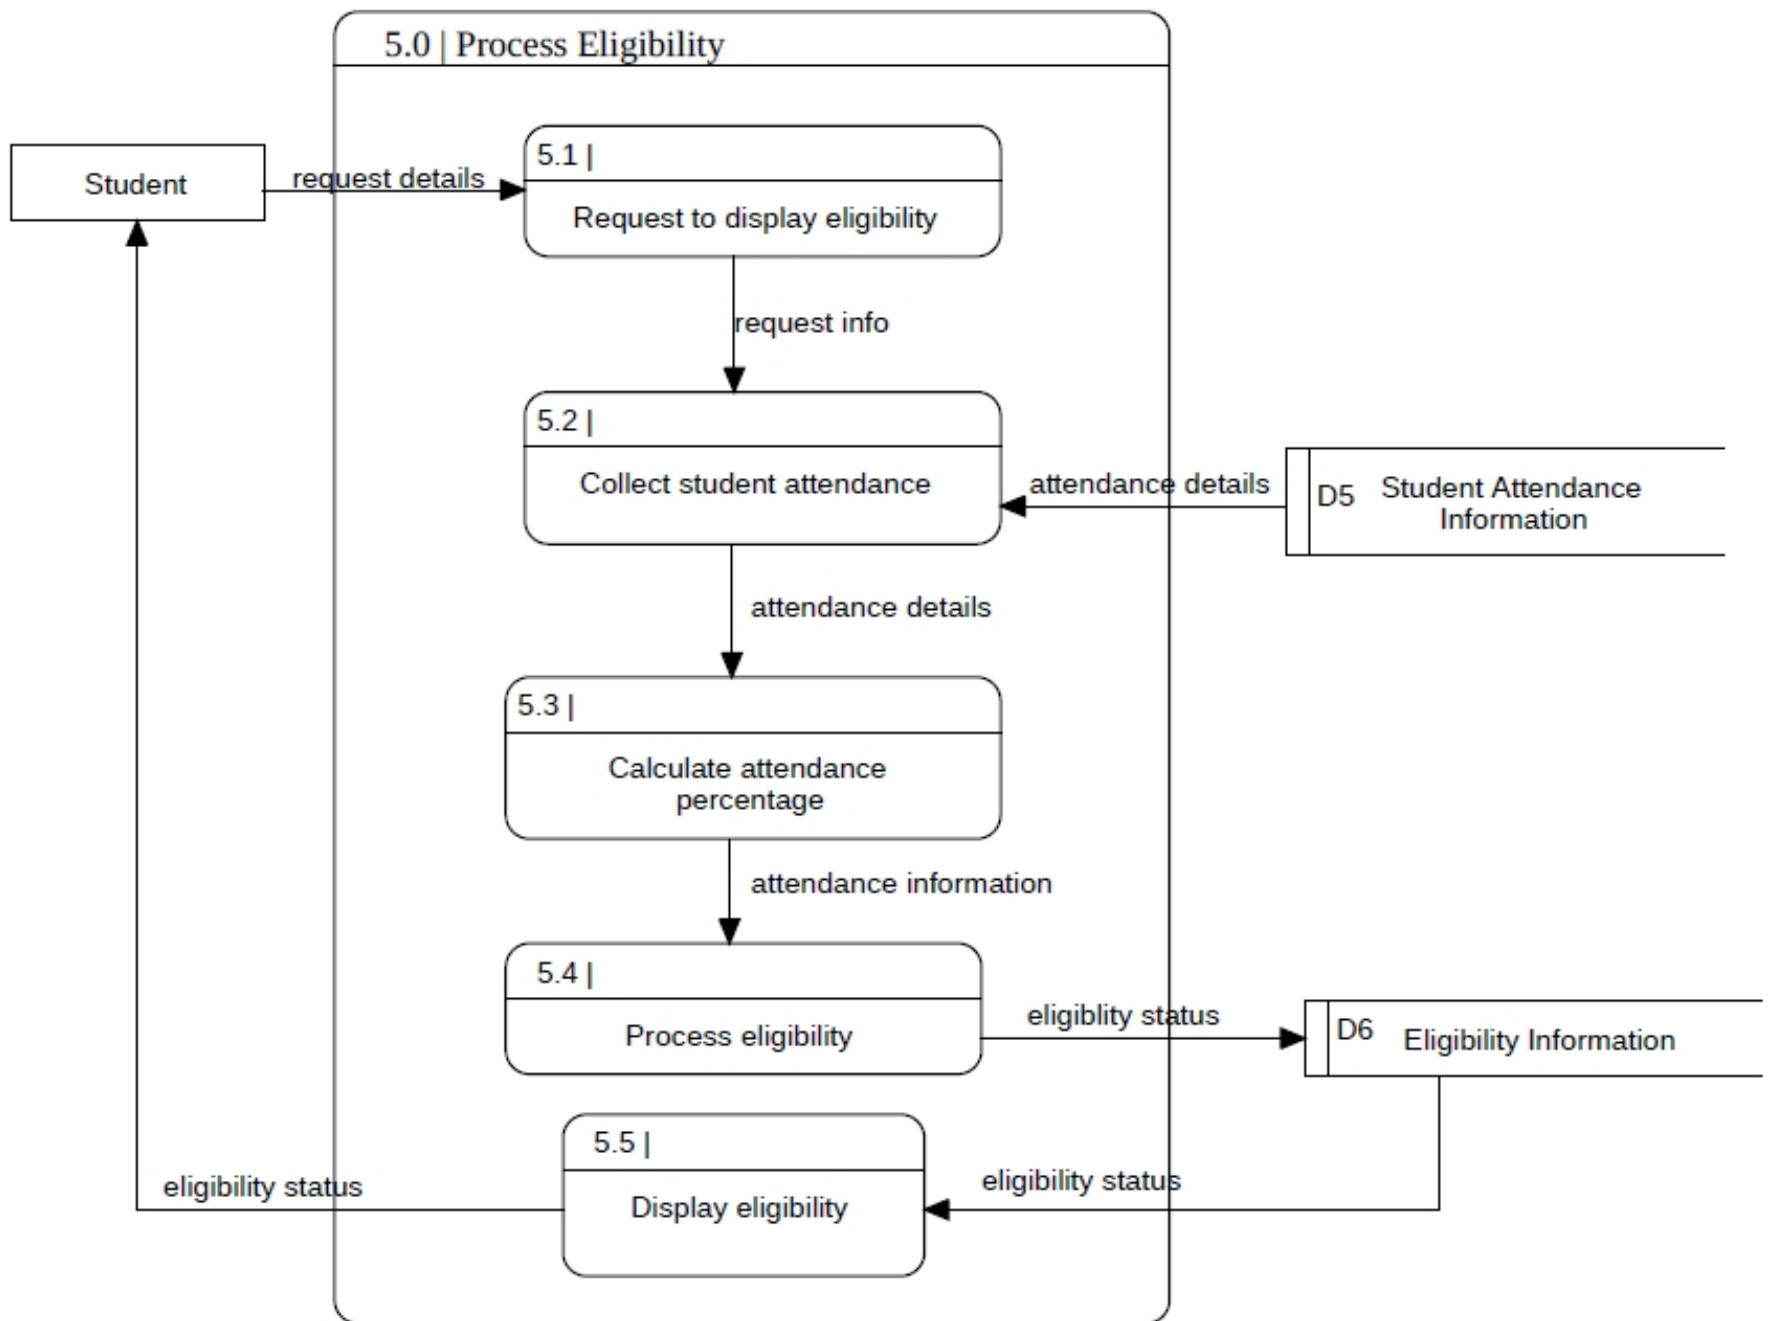 5.0 | Process Eligibility
5.1 |
Student
request details
Request to display eligibility
request info
5.2 |
Collect student attendance
attendance details
D5
Student Attendance
Information
attendance details
5.3 |
Calculate attendance
percentage
attendance information
5.4 |
Process eligibility
eligiblity status
D6
Eligibility Information
5.5 |
Display eligibility
eligibility status
eligibility status